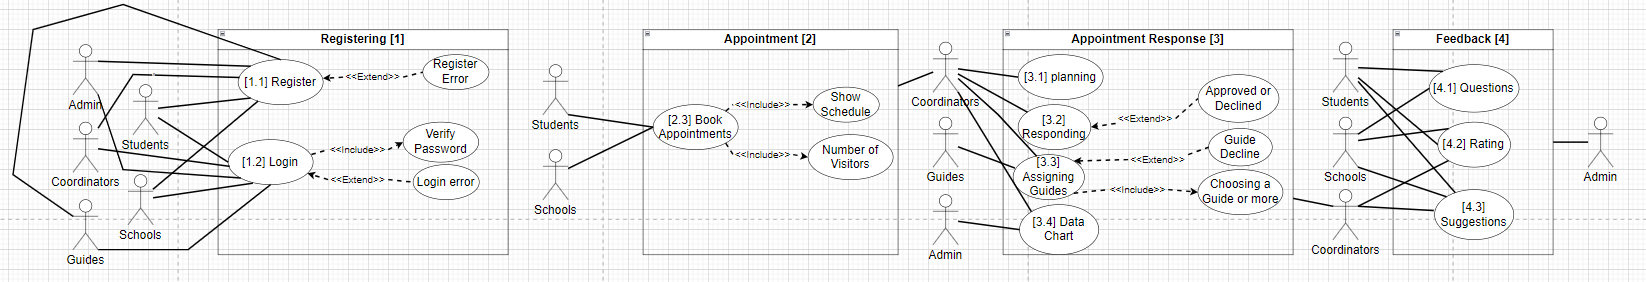 Registering [1]
[1.1] Register
<<Extend>>
Register
Error
Admin
Students
Coordinators
Schools
Guides
[1.2] Login
<<Include>>
Verify
Password
<<Extend>>
Login error
Appointment [2]
Students
Schools
[2.3] Book
Appointments
<<Include>>
Show
Schedule
<<Include>>
Number of
Visitors
Appointment Response [3]
Coordinators
Guides
Admin
[3.1] planning
[3.2]
Responding
<<Extend>>
Approved or
Declined
[3.3]
Assigning
Guides
<<Extend>>
Guide
Decline
<<Include>>
Choosing a
Guide or more
[3.4] Data
Chart
Feedback [4]
Students
Schools
Coordinators
[4.1] Questions
[4.2] Rating
[4.3]
Suggestions
Admin